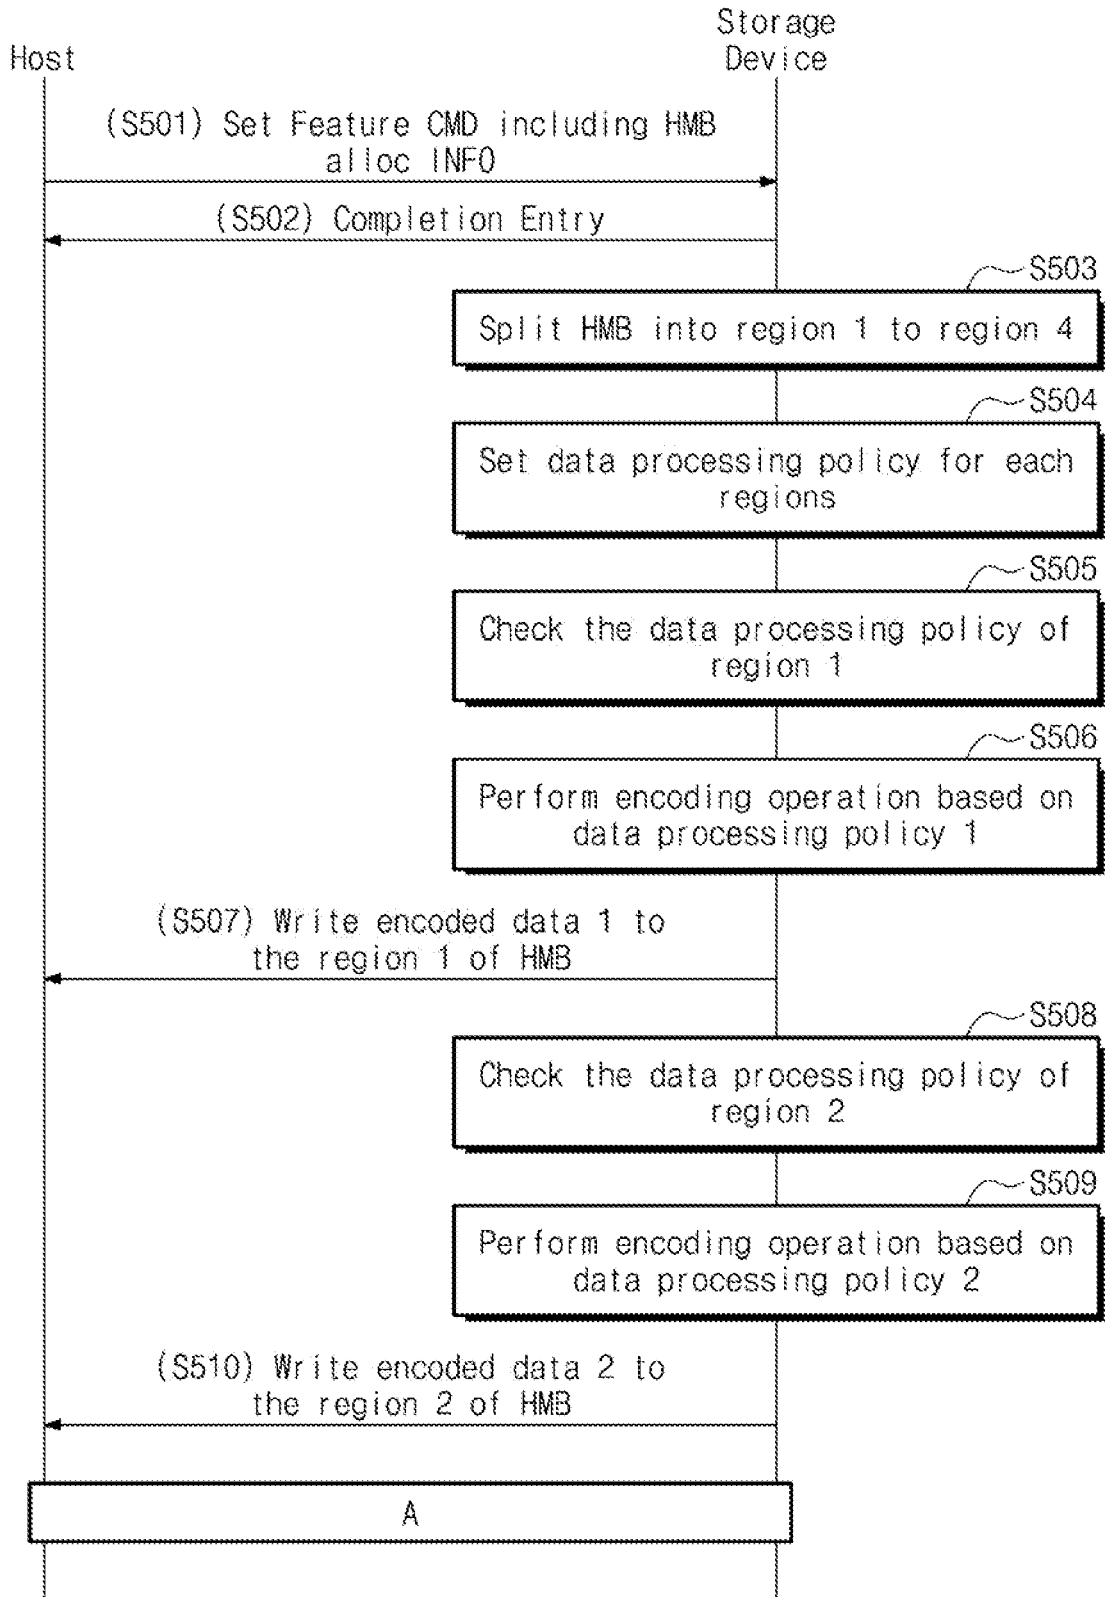 Storage
Device
Host
(S501) Set Feature CMD including HMB
alloc INFO
(S502) Completion Entry
S503
Split HMB into region 1 to region 4
S504
Set data processing policy for each
regions
S505
Check the data processing policy of
region 1
S506
Perform encoding operation based on
data processing policy 1
(S507) Write encoded data 1 to
the region 1 of HMB
S508
Check the data processing policy of
region 2
S509
Perform encoding operation based on
data processing policy 2
(S510) Write encoded data 2 to
the region 2 of HMB
A